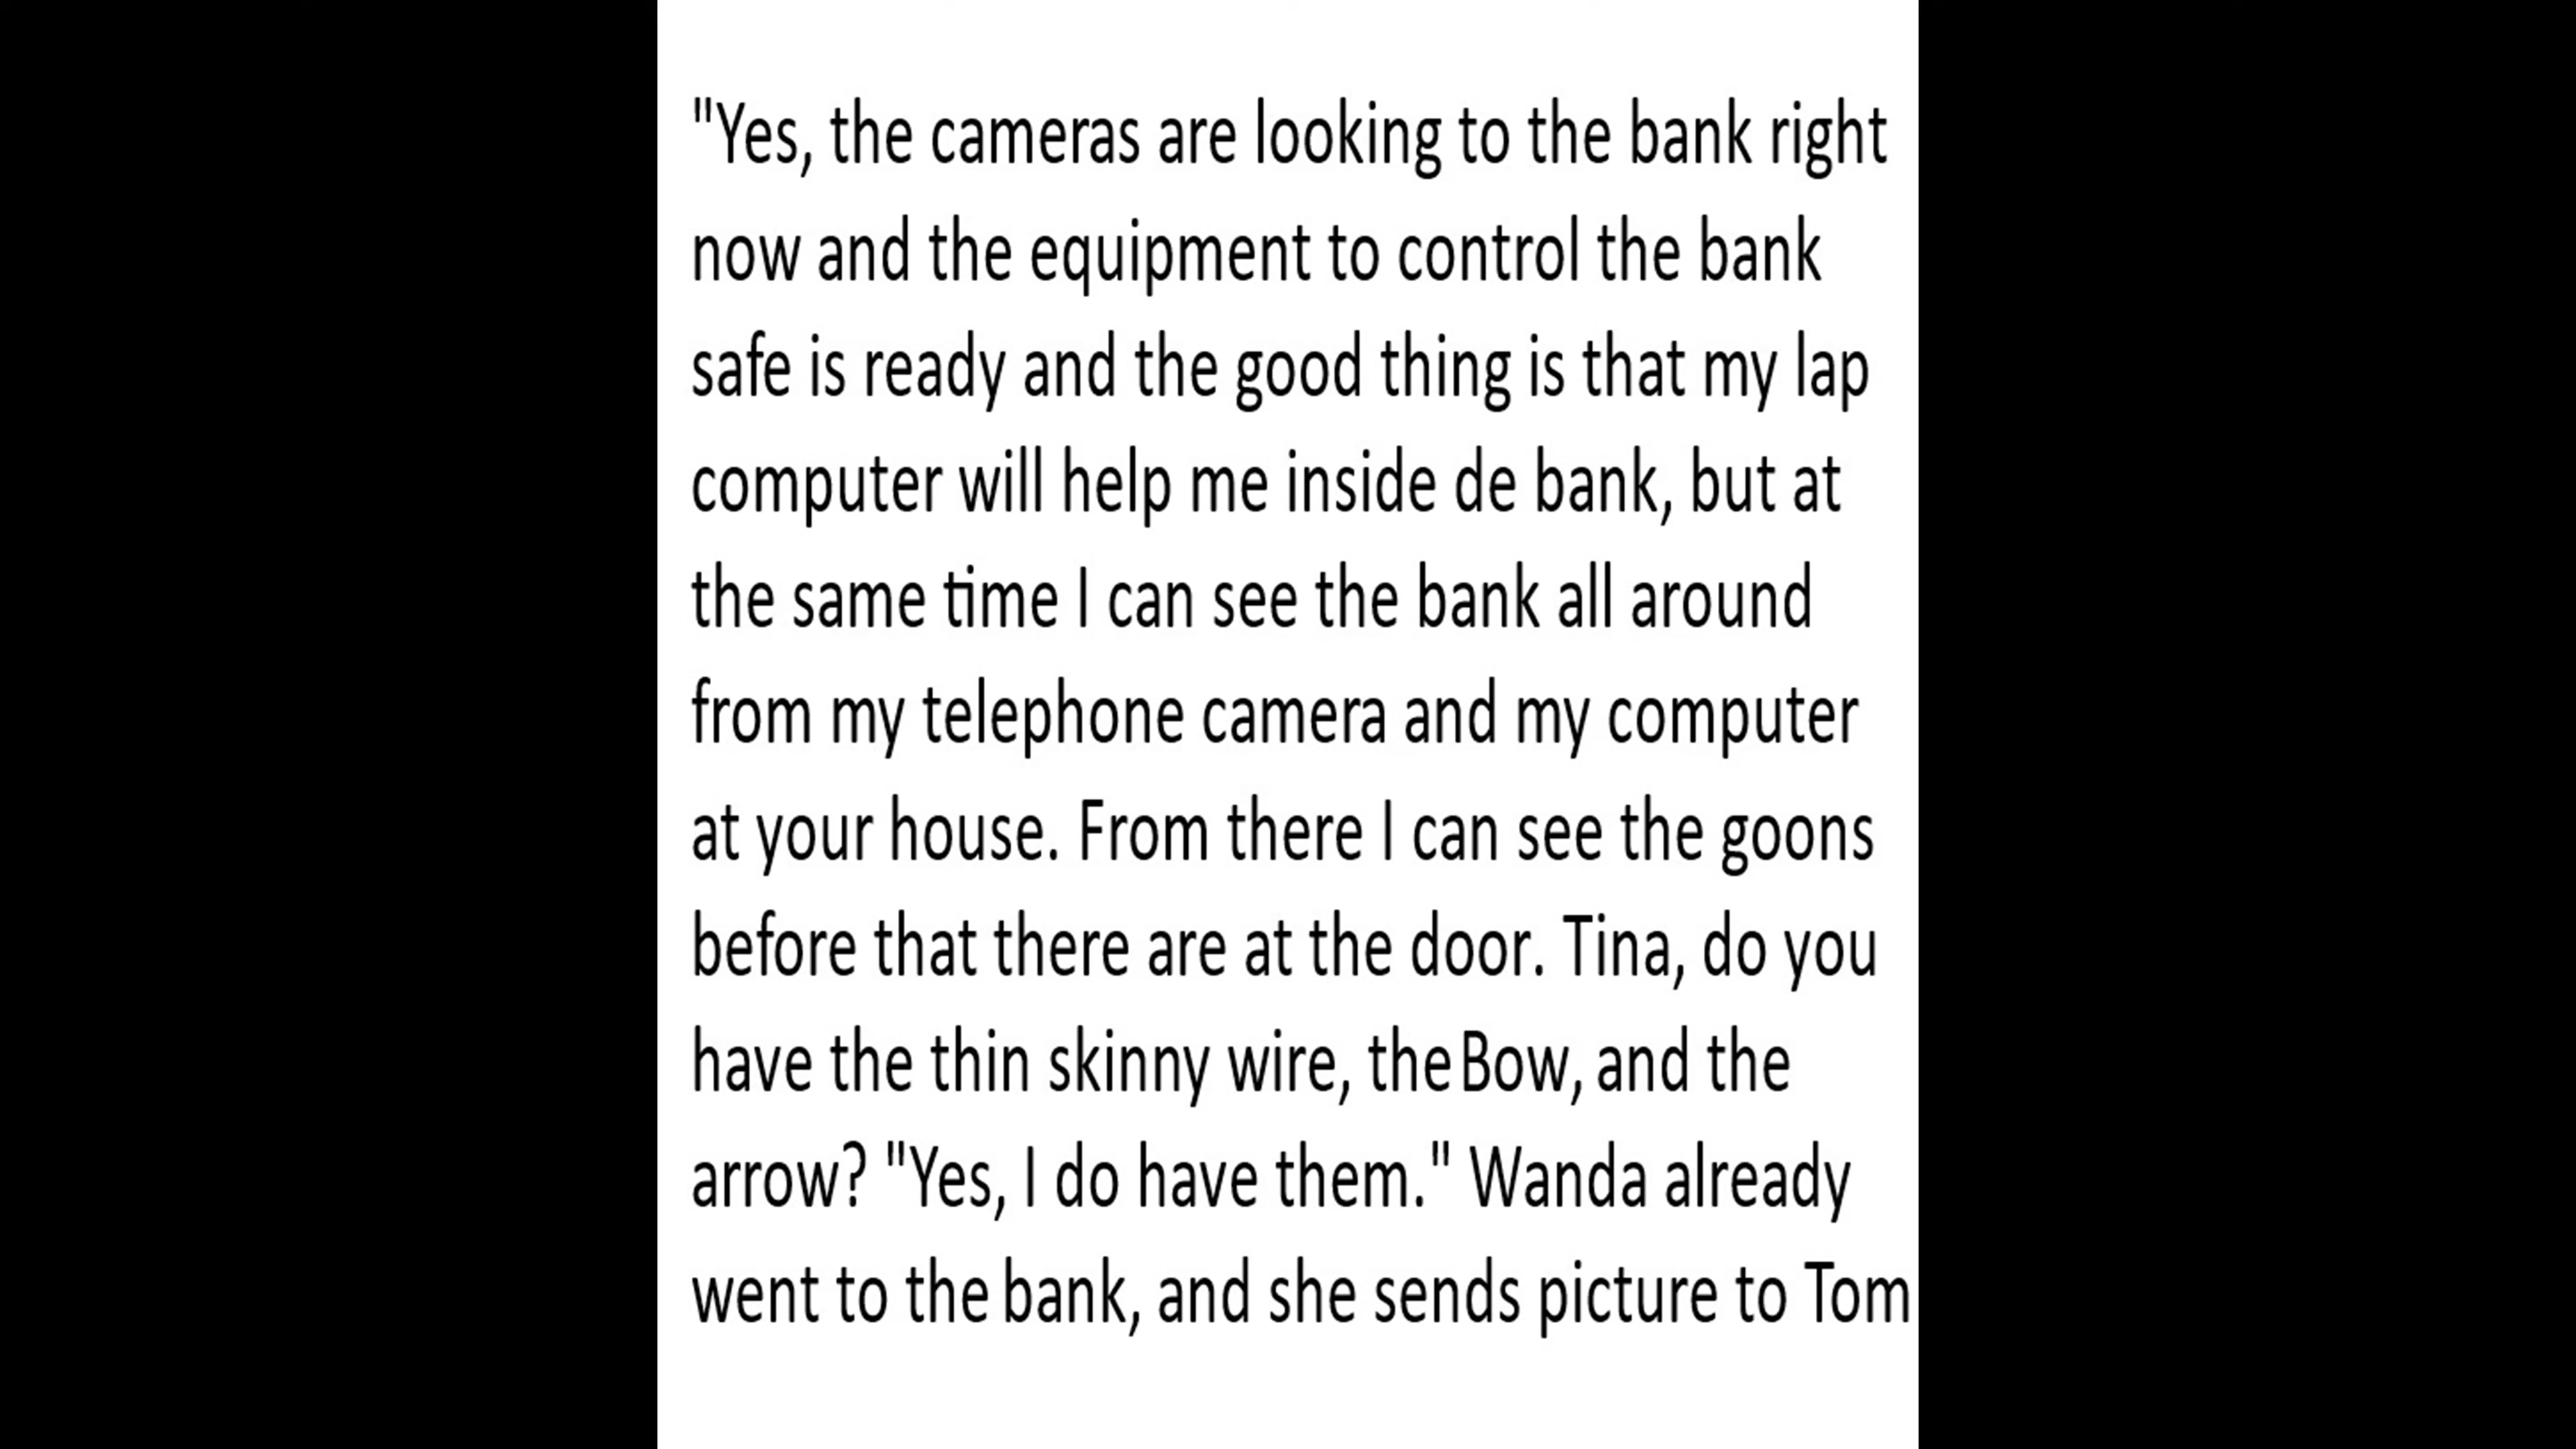 "Yes, the cameras are looking to the bank right
now and the equipment to control the bank
safe is ready and the good thing is that my lap
computer will help me inside de bank, but at
the same time I can see the bank all around
from my telephone camera and my computer
at your house. From there I can see the goons
before that there are at the door. Tina, do you
have the thin skinny wire, the Bow, and the
arrow? "Yes, I do have them." Wanda already
went to the bank, and she sends picture to Tom